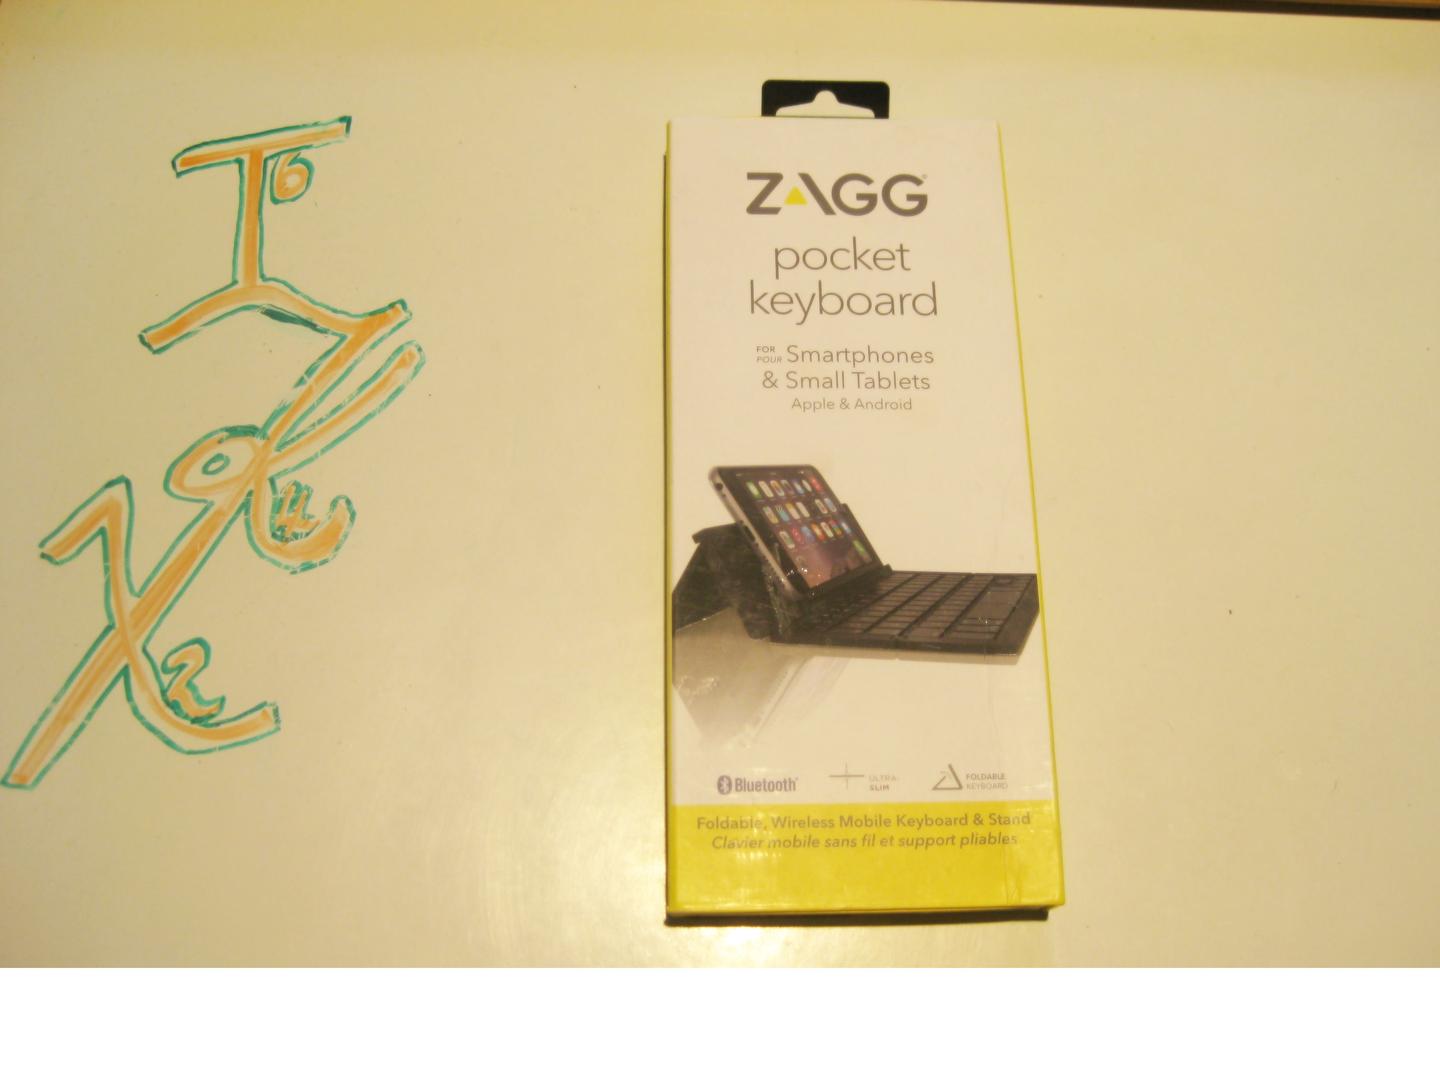 ZAGG
pocket
keyboard
FOR
POUR Smartphones
& Small Tablets
Apple & Android
Bluetooth
ULTRA-
SLIM
FOLDABLE
KEYBOARD
Foldable, Wireless Mobile Keyboard & Stand
Clavier mobile sans fil et support pliables